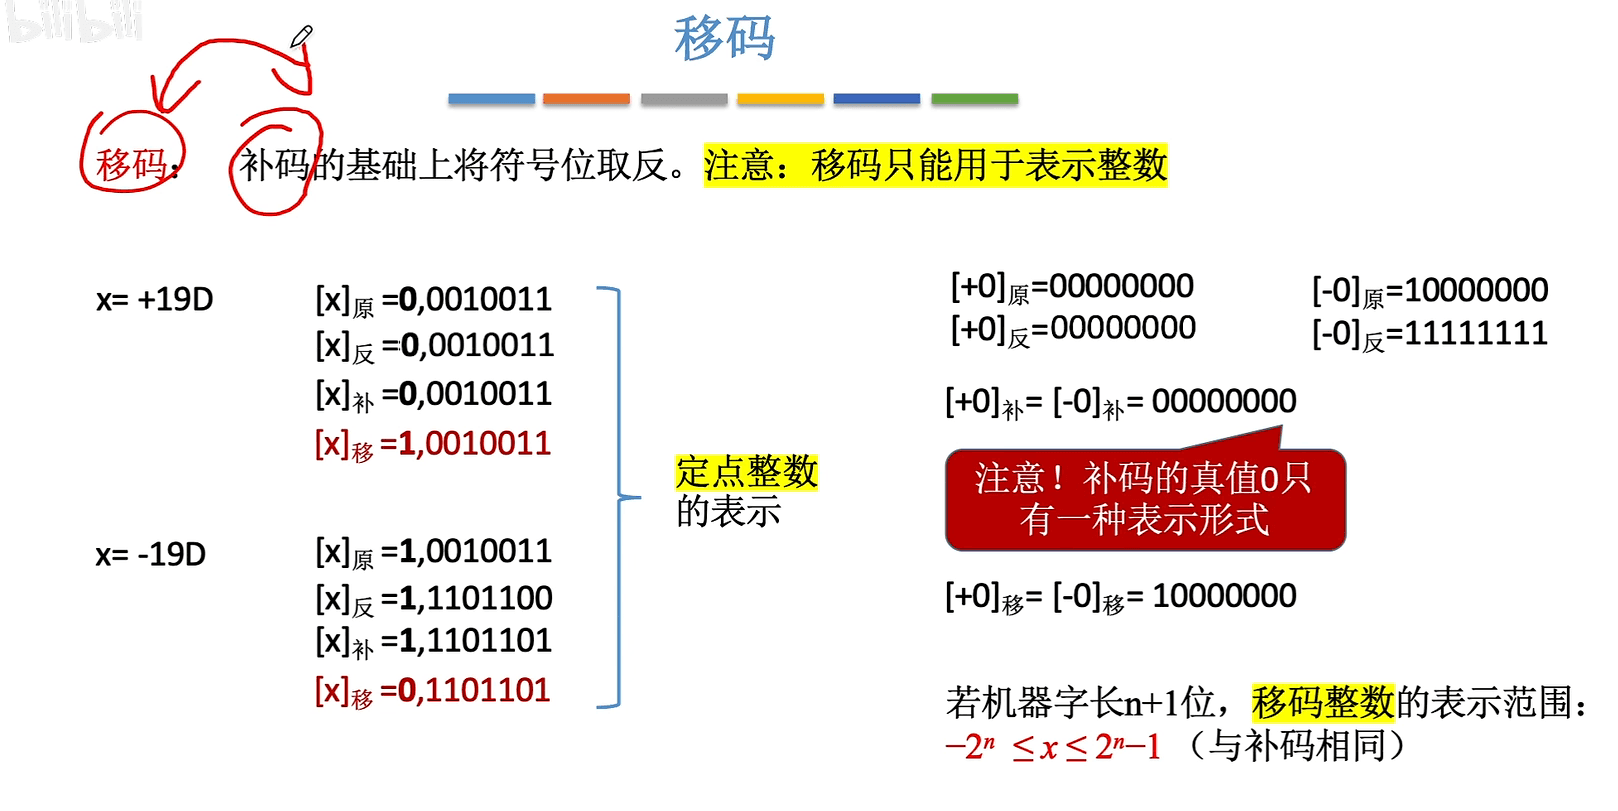 bilibili
移码
移码： 补码的基础上将符号位取反。注意：移码只能用于表示整数
x= +19D
[x]原 =0,0010011
[x]反 =0,0010011
[x]补 =0,0010011
[x]移 =1,0010011
x= -19D
[x]原 =1,0010011
[x]反 =1,1101100
[x]补 =1,1101101
[x]移 =0,1101101
定点整数
的表示
[+0]原=00000000 [-0]原=10000000
[+0]反=00000000 [-0]反=11111111
[+0]补= [-0]补= 00000000
注意！补码的真值0只
有一种表示形式
[+0]移= [-0]移= 10000000
若机器字长n+1位，移码整数的表示范围：
−2ⁿ ≤ x ≤ 2ⁿ−1 （与补码相同）